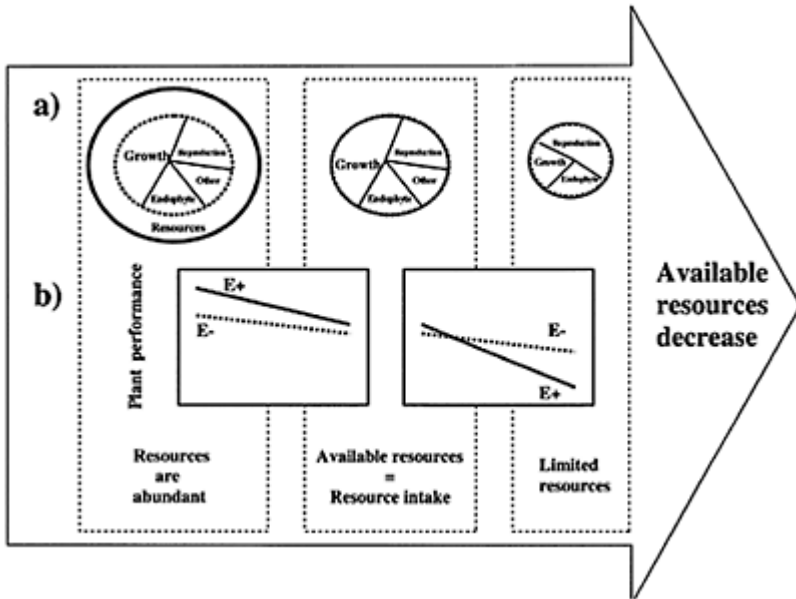 a)
Growth
Reproduction
Other
Endophyte
Resources
Growth
Reproduction
Other
Endophyte
Reproduction
Growth
Endophyte
b)
Plant performance
E+
E-
E-
E+
Available
resources
decrease
Resources
are
abundant
Available resources
=
Resource intake
Limited
resources